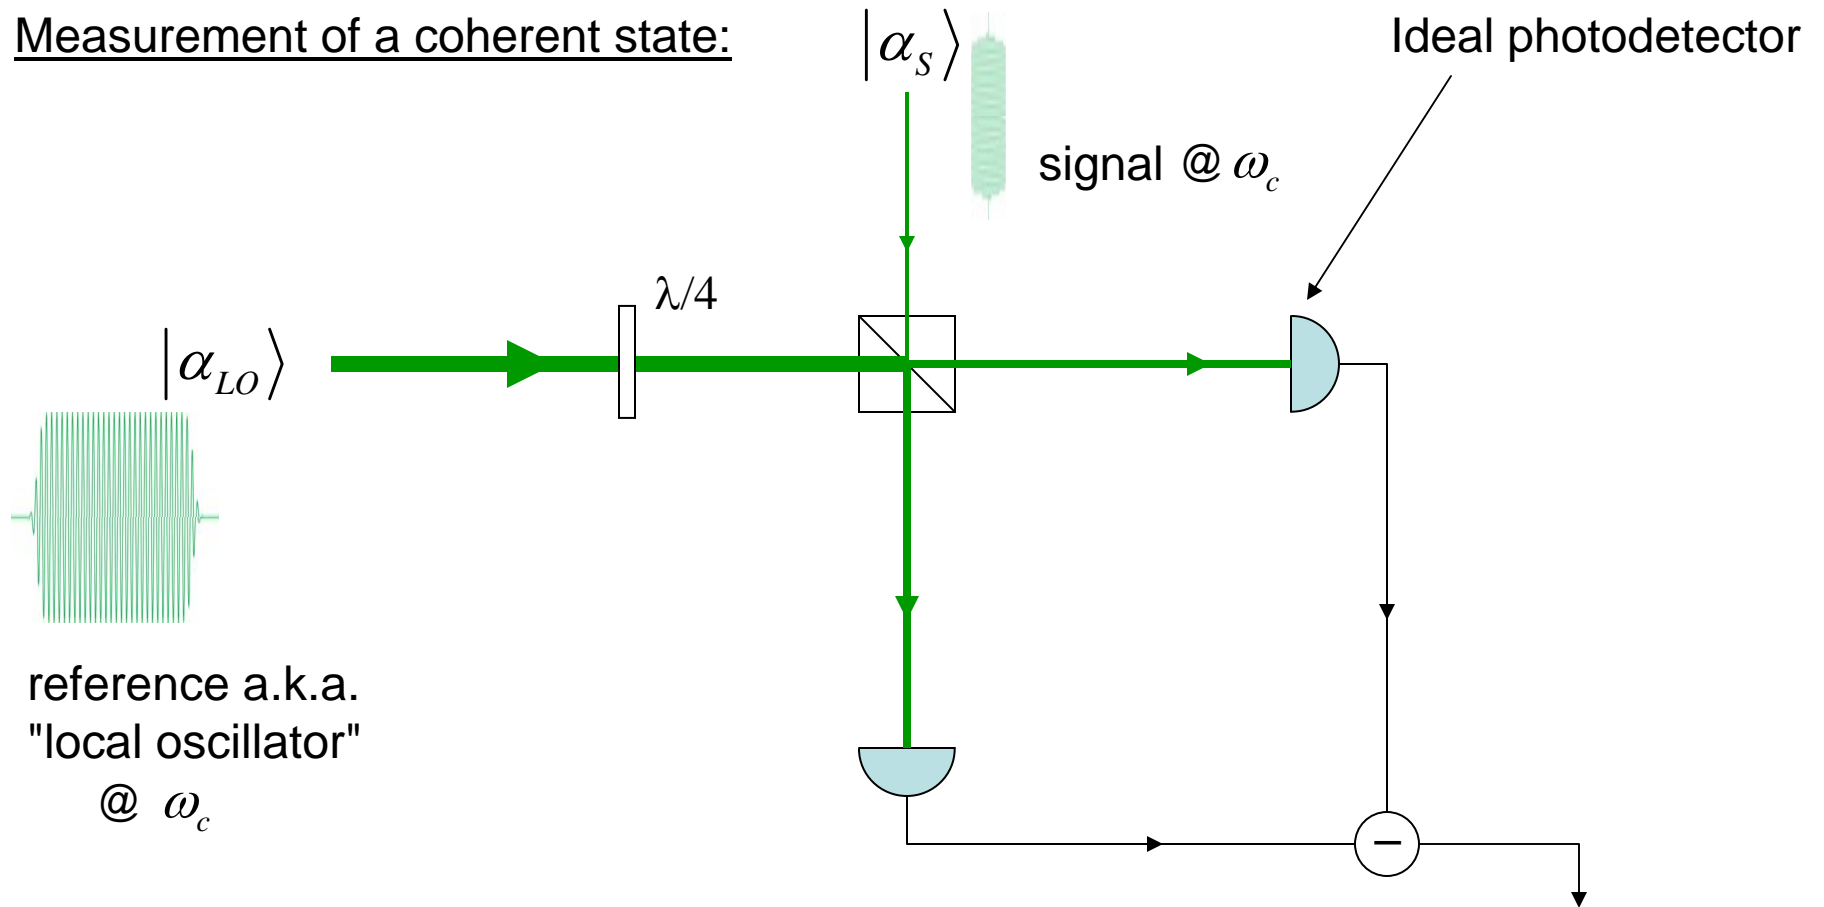 Measurement of a coherent state:
|α_S⟩
Ideal photodetector
signal @ ω_c
λ/4
|α_LO⟩
reference a.k.a.
"local oscillator"
@ ω_c
−